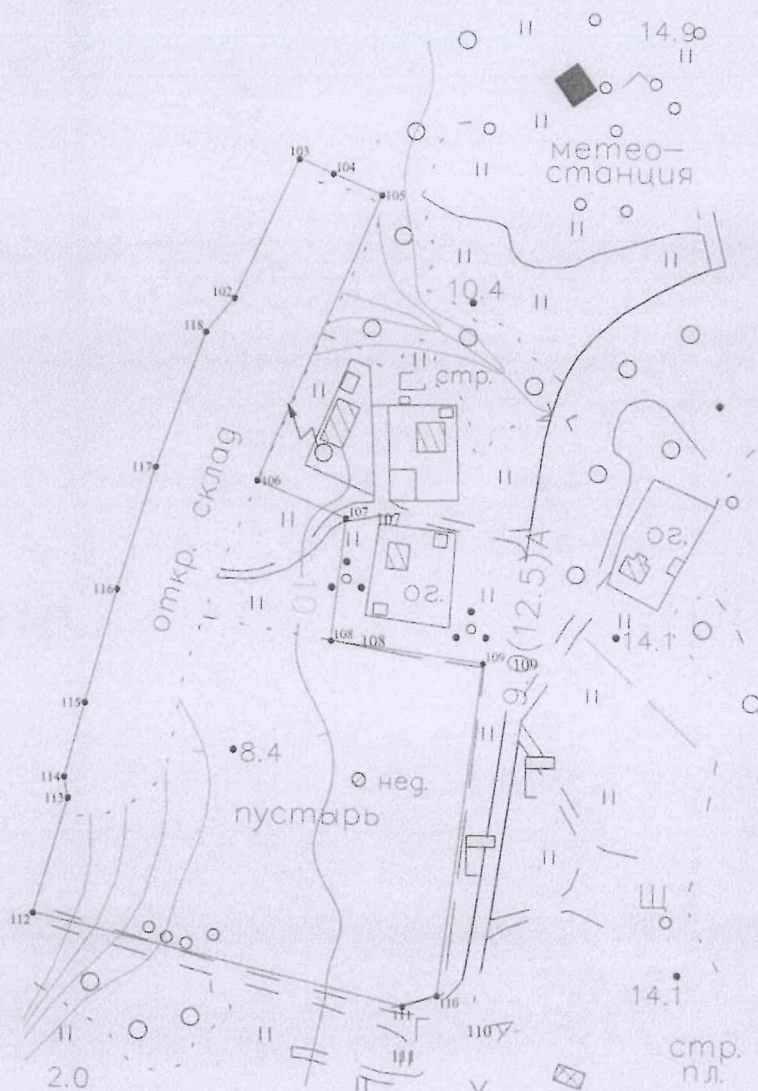 14.9
метео-
станция
103
104
105
102
10.4
118
стр.
откр. склад
117
106
107
107
ог.
10
116
ог.
9.0(12.5)А
14.1
108
108
109
109
115
8.4
114
113
нед.
пустырь
Щ
112
110
111
14.1
110
А
Г
111
стр.
пл.
2.0